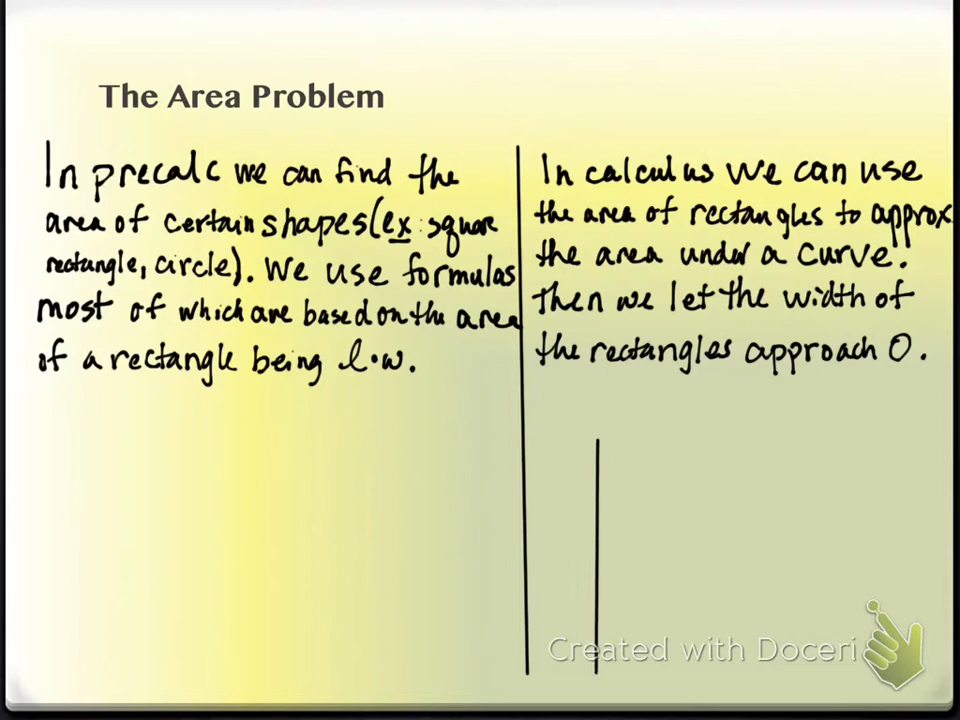 The Area Problem
In precalc we can find the
area of certain shapes (ex: square
rectangle, circle). We use formulas
most of which are based on the area
of a rectangle being l·w.
In calculus we can use
the area of rectangles to approx
the area under a curve.
Then we let the width of
the rectangles approach 0.
Created with Doceri